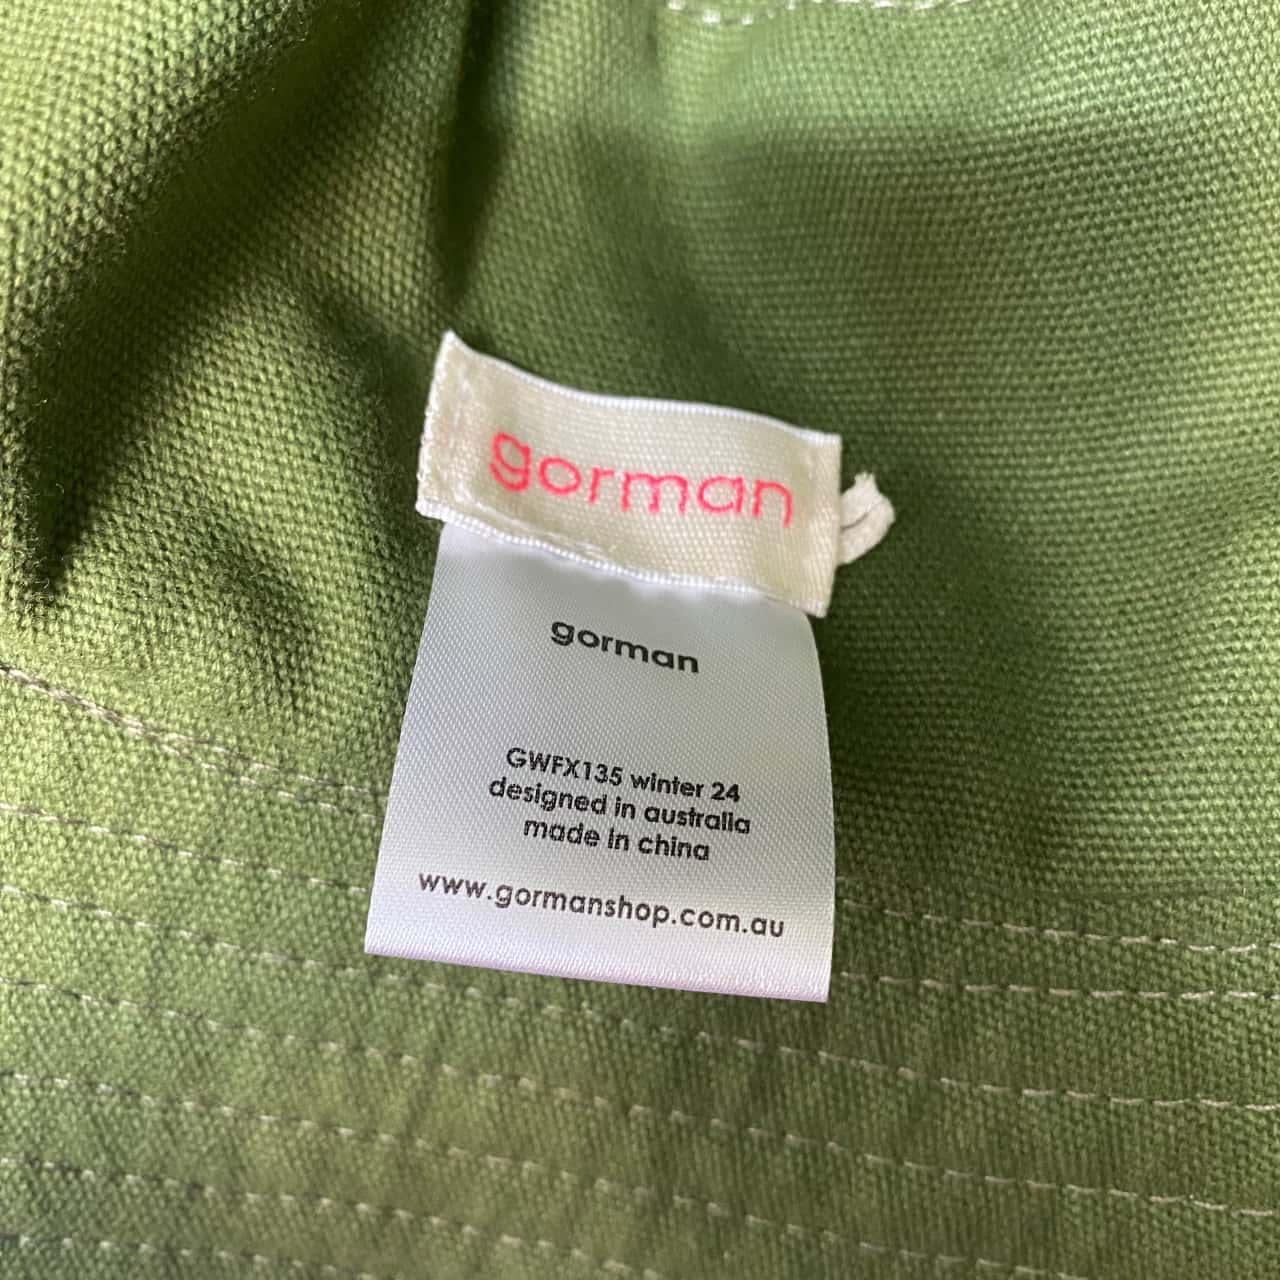 gorman
gorman
GWFX135 winter 24
designed in australia
made in china
www.gormanshop.com.au